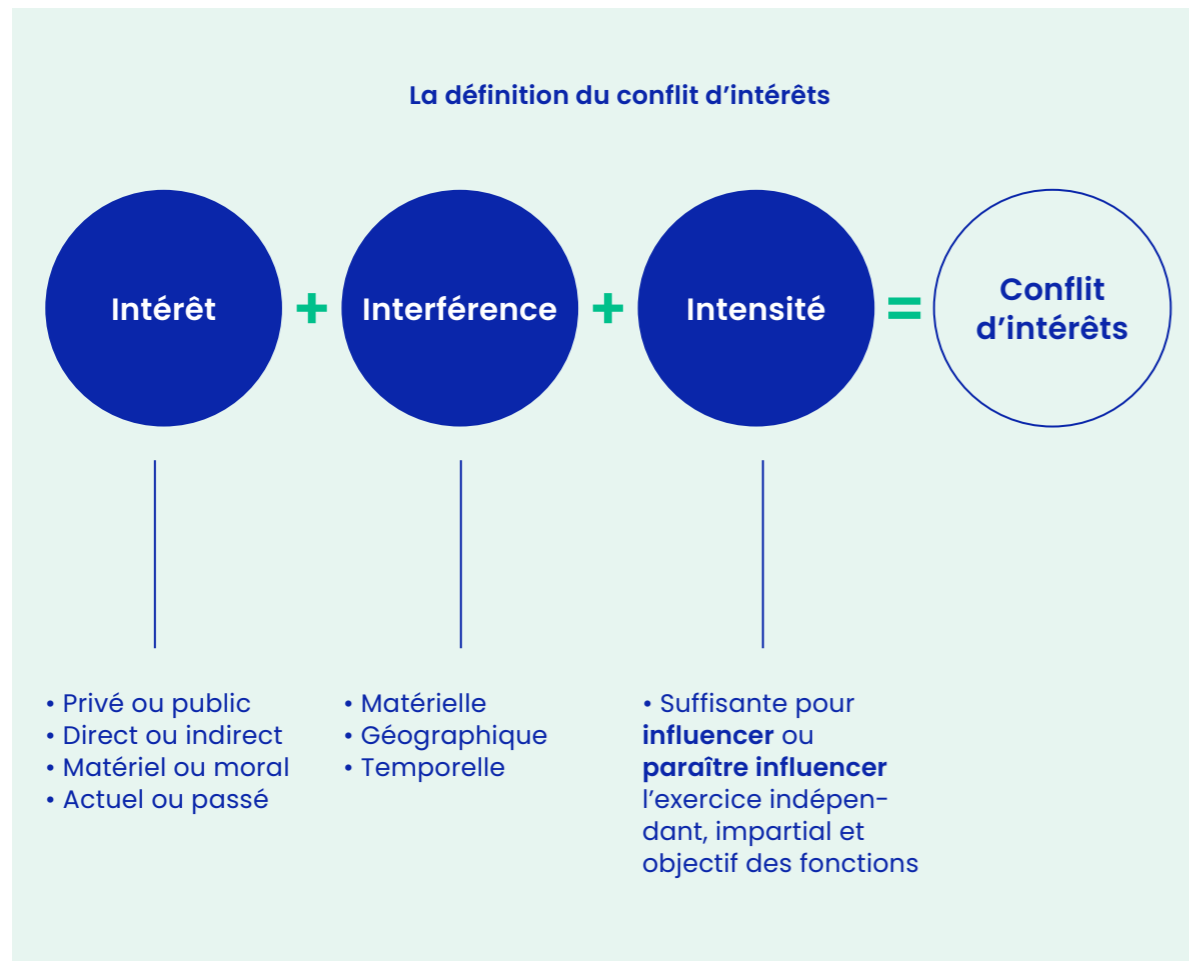 La définition du conflit d’intérêts
Intérêt
+
Interférence
+
Intensité
=
Conflit
d’intérêts
• Privé ou public
• Direct ou indirect
• Matériel ou moral
• Actuel ou passé
• Matérielle
• Géographique
• Temporelle
• Suffisante pour
influencer ou
paraître influencer
l’exercice indépen-
dant, impartial et
objectif des fonctions